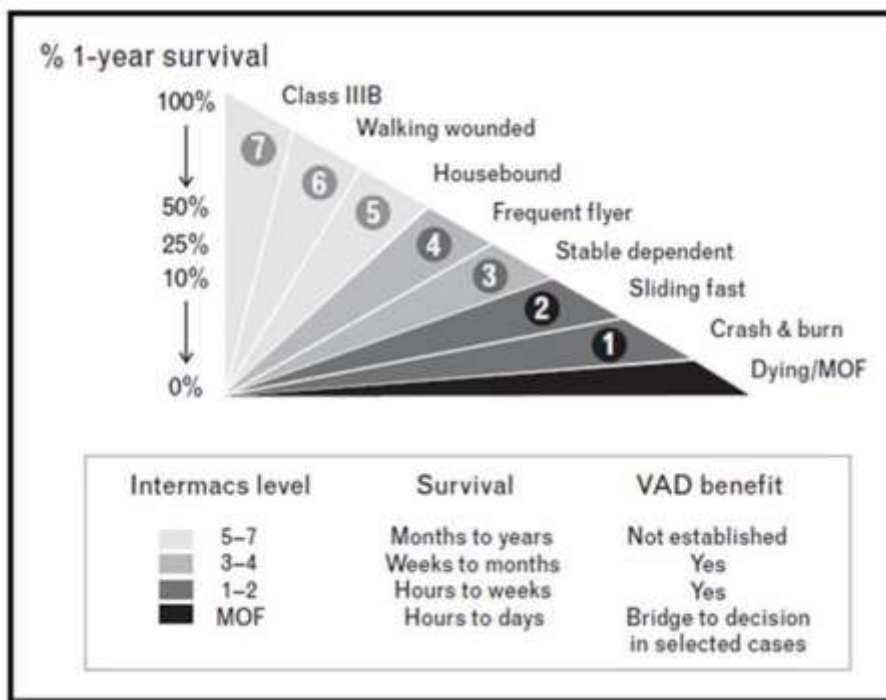 % 1-year survival
100%
50%
25%
10%
0%
Class IIIB
Walking wounded
Housebound
Frequent flyer
Stable dependent
Sliding fast
Crash & burn
Dying/MOF
7
6
5
4
3
2
1
Intermacs level Survival VAD benefit
5–7 Months to years Not established
3–4 Weeks to months Yes
1–2 Hours to weeks Yes
MOF Hours to days Bridge to decision
in selected cases